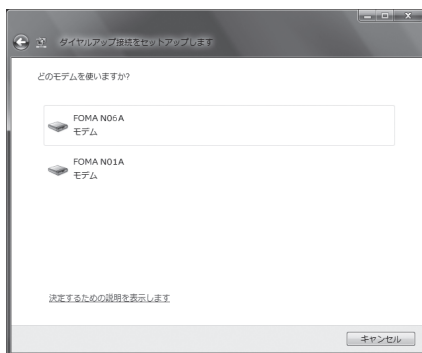 ダイヤルアップ接続をセットアップします
どのモデムを使いますか?
FOMA N06A
モデム
FOMA N01A
モデム
決定するための説明を表示します
キャンセル